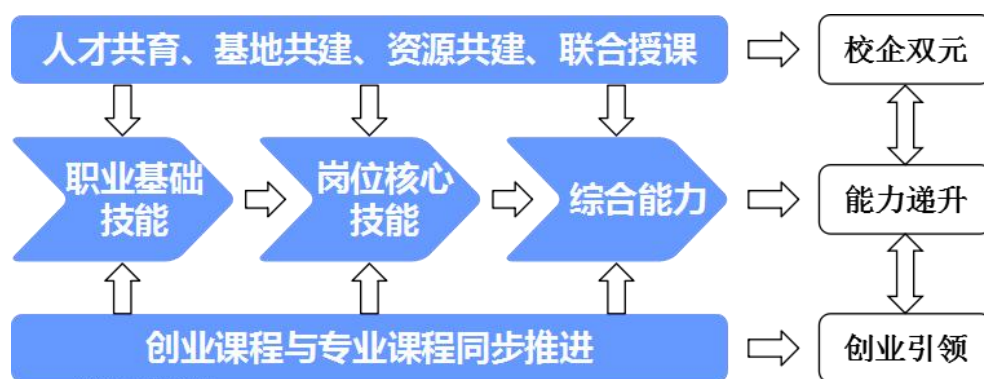 人才共育、基地共建、资源共建、联合授课
校企双元
职业基础
技能
岗位核心
技能
综合能力
能力递升
创业课程与专业课程同步推进
创业引领